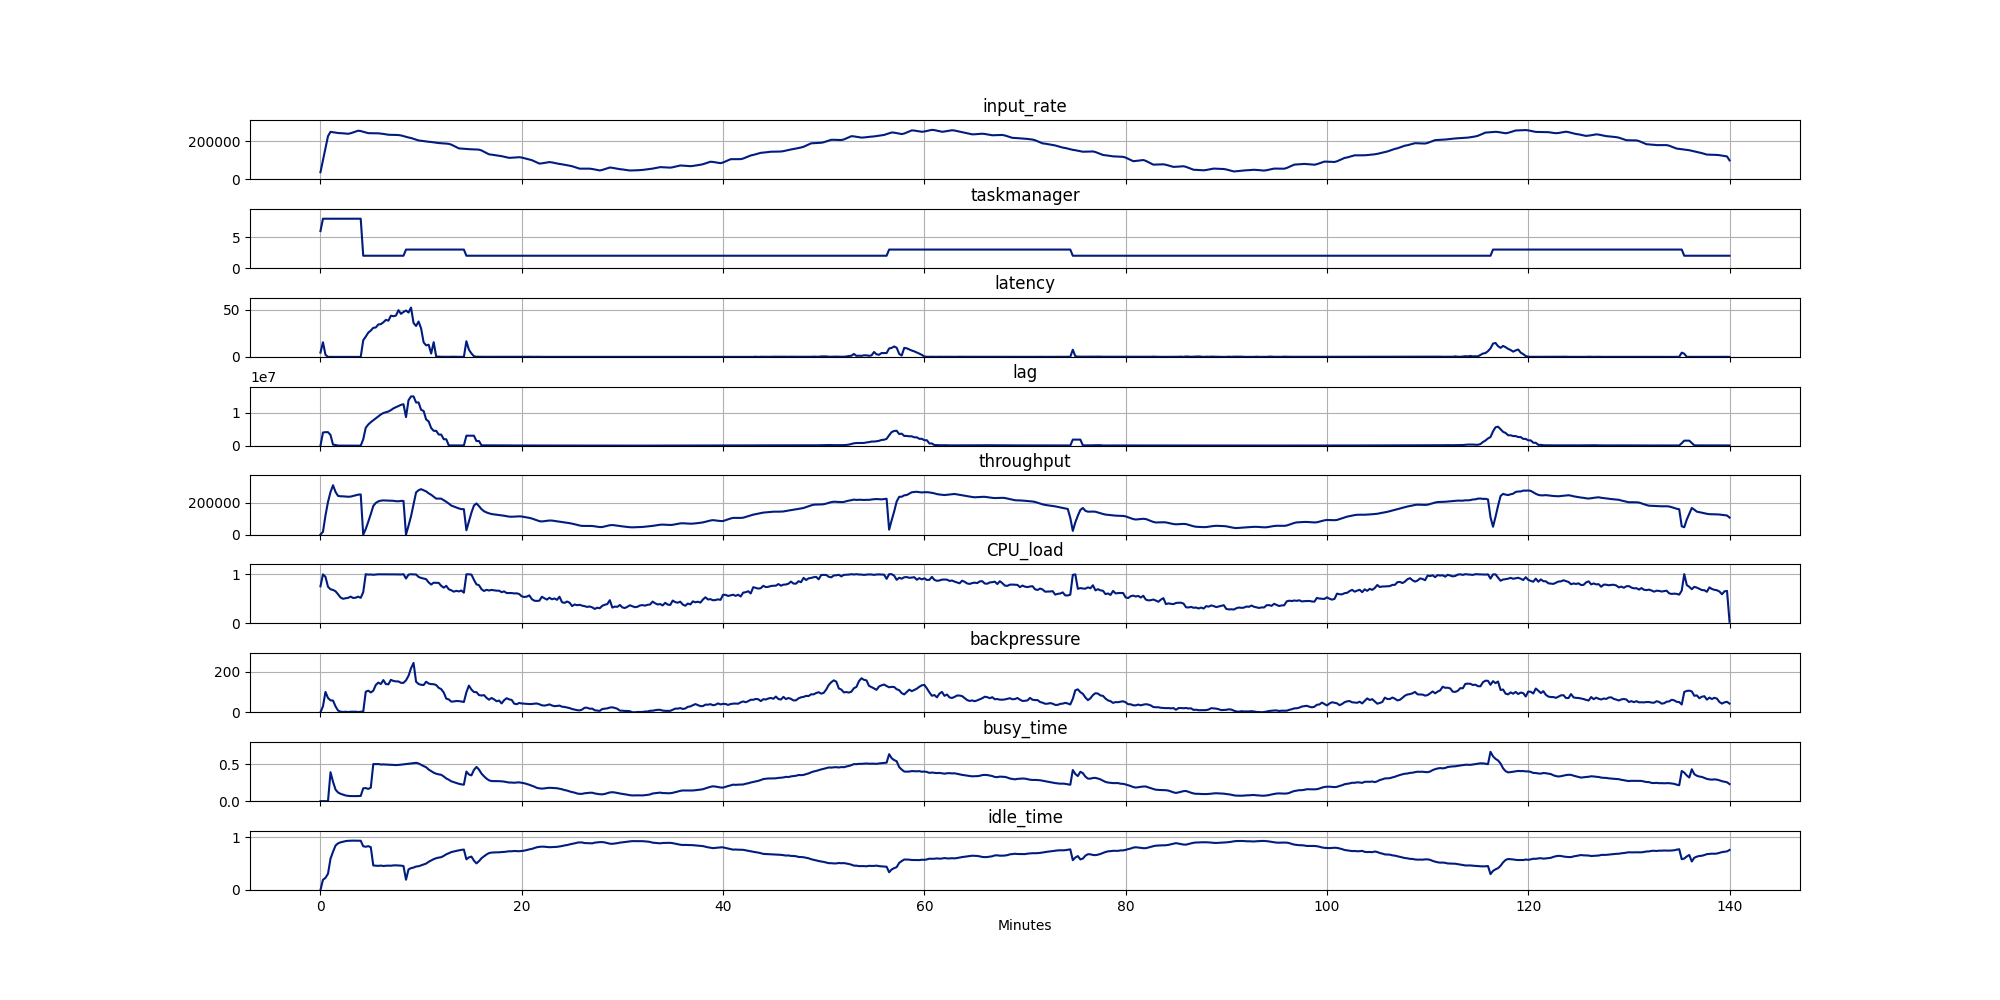 input_rate
200000
0
taskmanager
5
0
latency
50
0
1e7
lag
1
0
throughput
200000
0
CPU_load
1
0
backpressure
200
0
busy_time
0.5
0.0
idle_time
1
0
0 20 40 60 80 100 120 140
Minutes